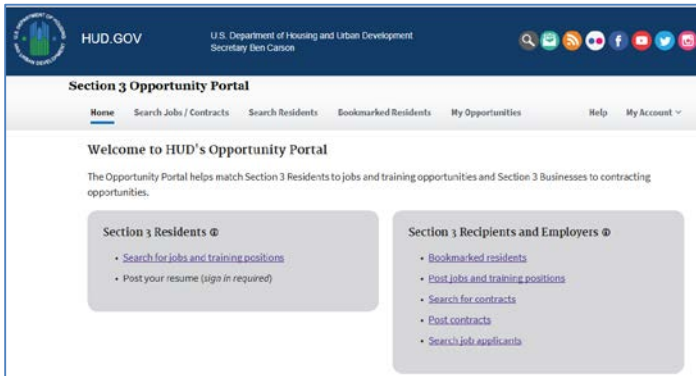 HUD.GOV
U.S. Department of Housing and Urban Development
Secretary Ben Carson
Section 3 Opportunity Portal
Home Search Jobs / Contracts Search Residents Bookmarked Residents My Opportunities Help My Account
Welcome to HUD's Opportunity Portal
The Opportunity Portal helps match Section 3 Residents to jobs and training opportunities and Section 3 Businesses to contracting
opportunities.
Section 3 Residents
• Search for jobs and training positions
• Post your resume (sign in required)
Section 3 Recipients and Employers
• Bookmarked residents
• Post jobs and training positions
• Search for contracts
• Post contracts
• Search job applicants